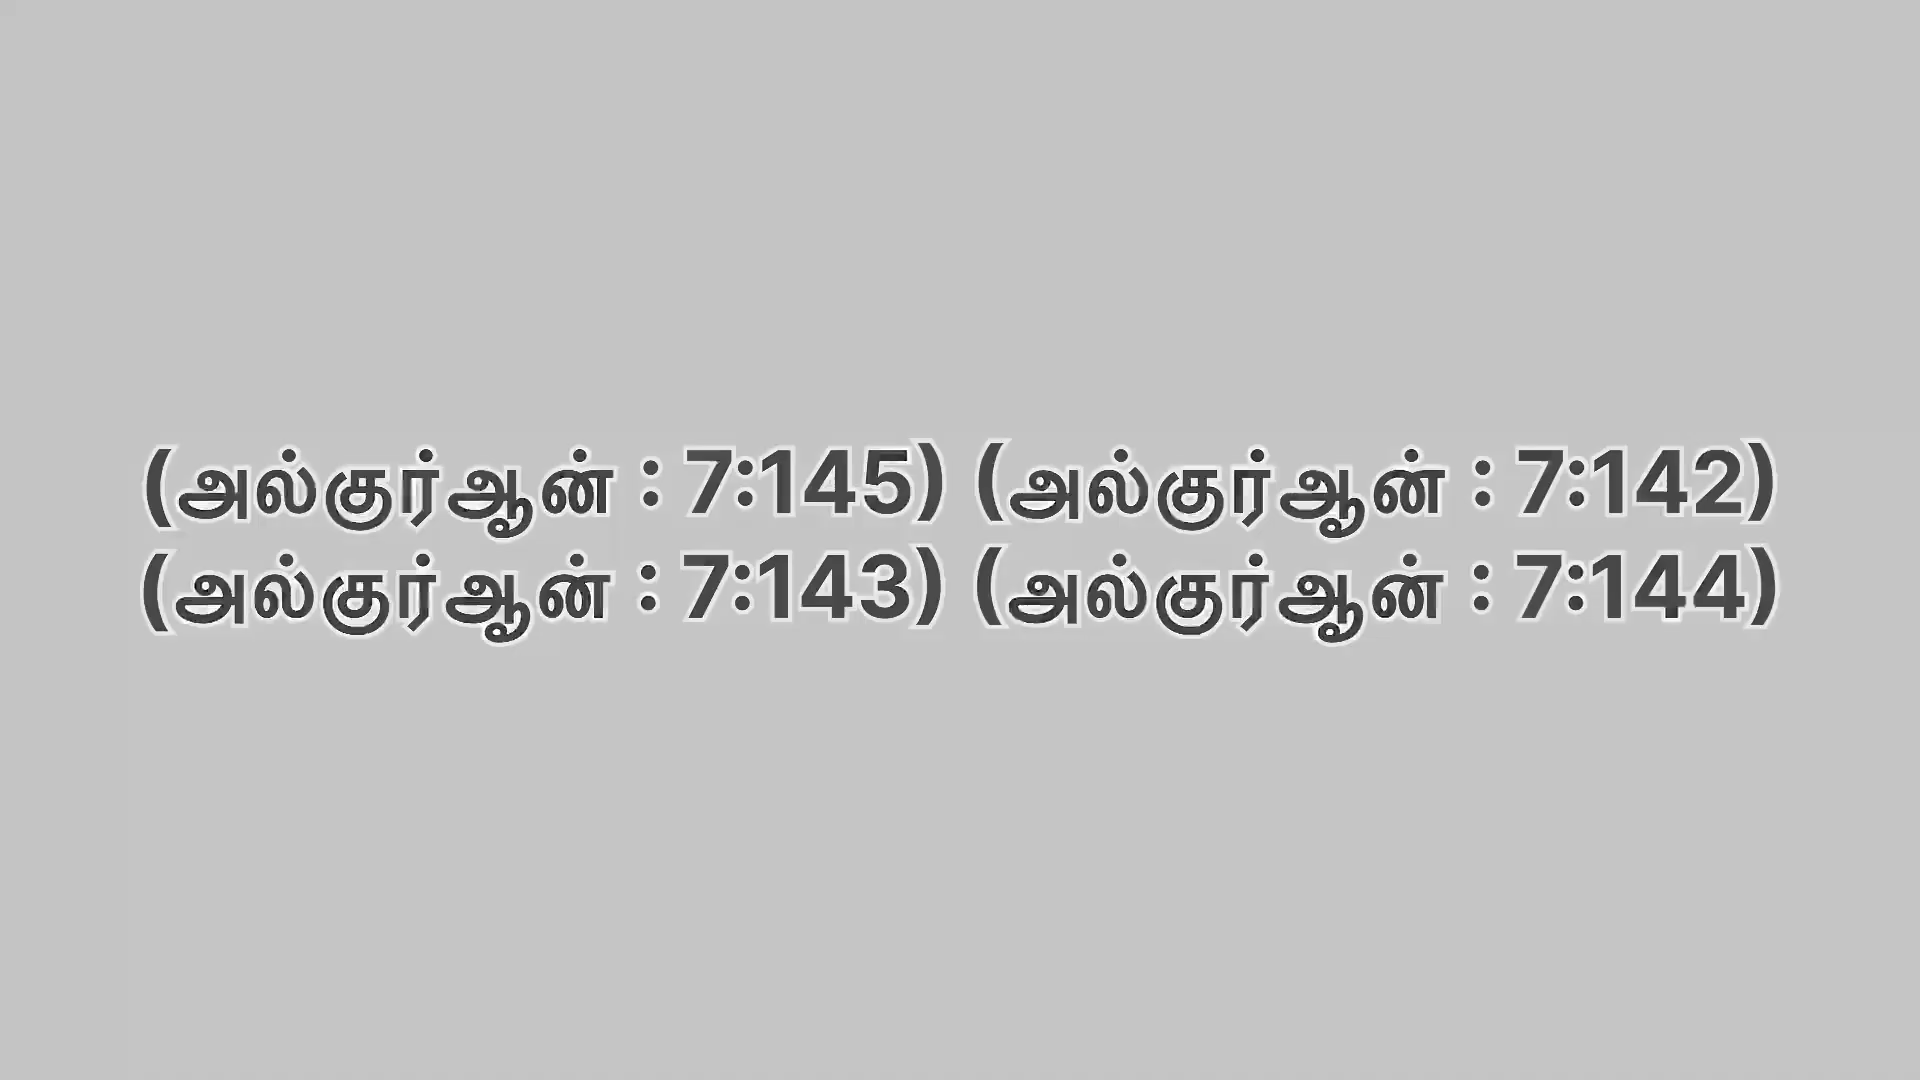 (அல்குர்ஆன் : 7:145) (அல்குர்ஆன் : 7:142)
(அல்குர்ஆன் : 7:143) (அல்குர்ஆன் : 7:144)